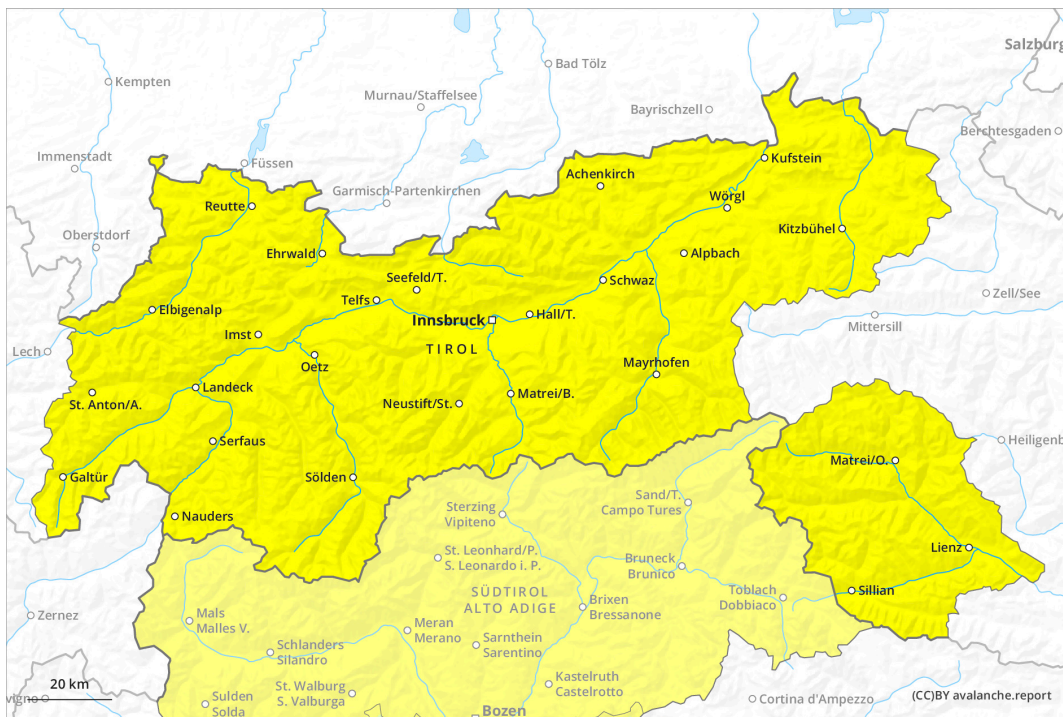 Salzburg
Kempten
Bad Tölz
Murnau/Staffelsee
Bayrischzell
Berchtesgaden
Immenstadt
Füssen
Kufstein
Achenkirch
Garmisch-Partenkirchen
Wörgl
Reutte
Kitzbühel
Oberstdorf
Ehrwald
Alpbach
Seefeld/T.
Schwaz
Zell/See
Telfs
Elbigenalp
Hall/T.
Innsbruck
Mittersill
Imst
TIROL
Lech
Oetz
Mayrhofen
Landeck
St. Anton/A.
Neustift/St.
Matrei/B.
Serfaus
Heiligenb
Matrei/O.
Galtür
Sölden
Sand/T.
Campo Tures
Sterzing
Vipiteno
Nauders
Lienz
St. Leonhard/P.
S. Leonardo i. P.
Bruneck
Brunico
SÜDTIROL
ALTO ADIGE
Sillian
Toblach
Dobbiaco
Brixen
Bressanone
Zernez
Mals
Malles V.
Meran
Merano
Sarnthein
Sarentino
Schlanders
Silandro
Kastelruth
Castelrotto
20 km
St. Walburg
S. Valburga
vigno
Sulden
Solda
Cortina d'Ampezzo
(CC)BY avalanche.report
Bozen